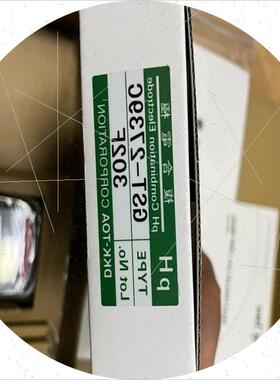 pH
pH Combination Electrode
TYPE GST-2739C
Lot No. 302F
DKK-TOA CORPORATION